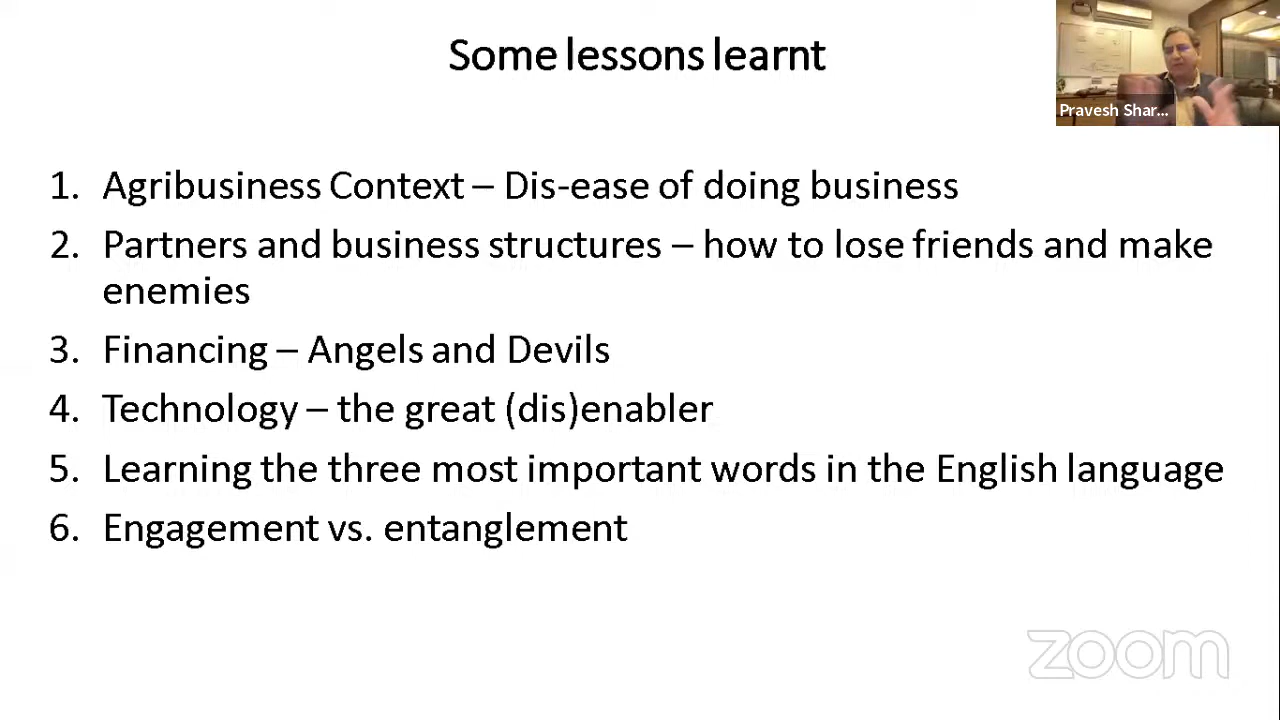 Some lessons learnt
Pravesh Shar...
1. Agribusiness Context – Dis-ease of doing business
2. Partners and business structures – how to lose friends and make
enemies
3. Financing – Angels and Devils
4. Technology – the great (dis)enabler
5. Learning the three most important words in the English language
6. Engagement vs. entanglement
zoom